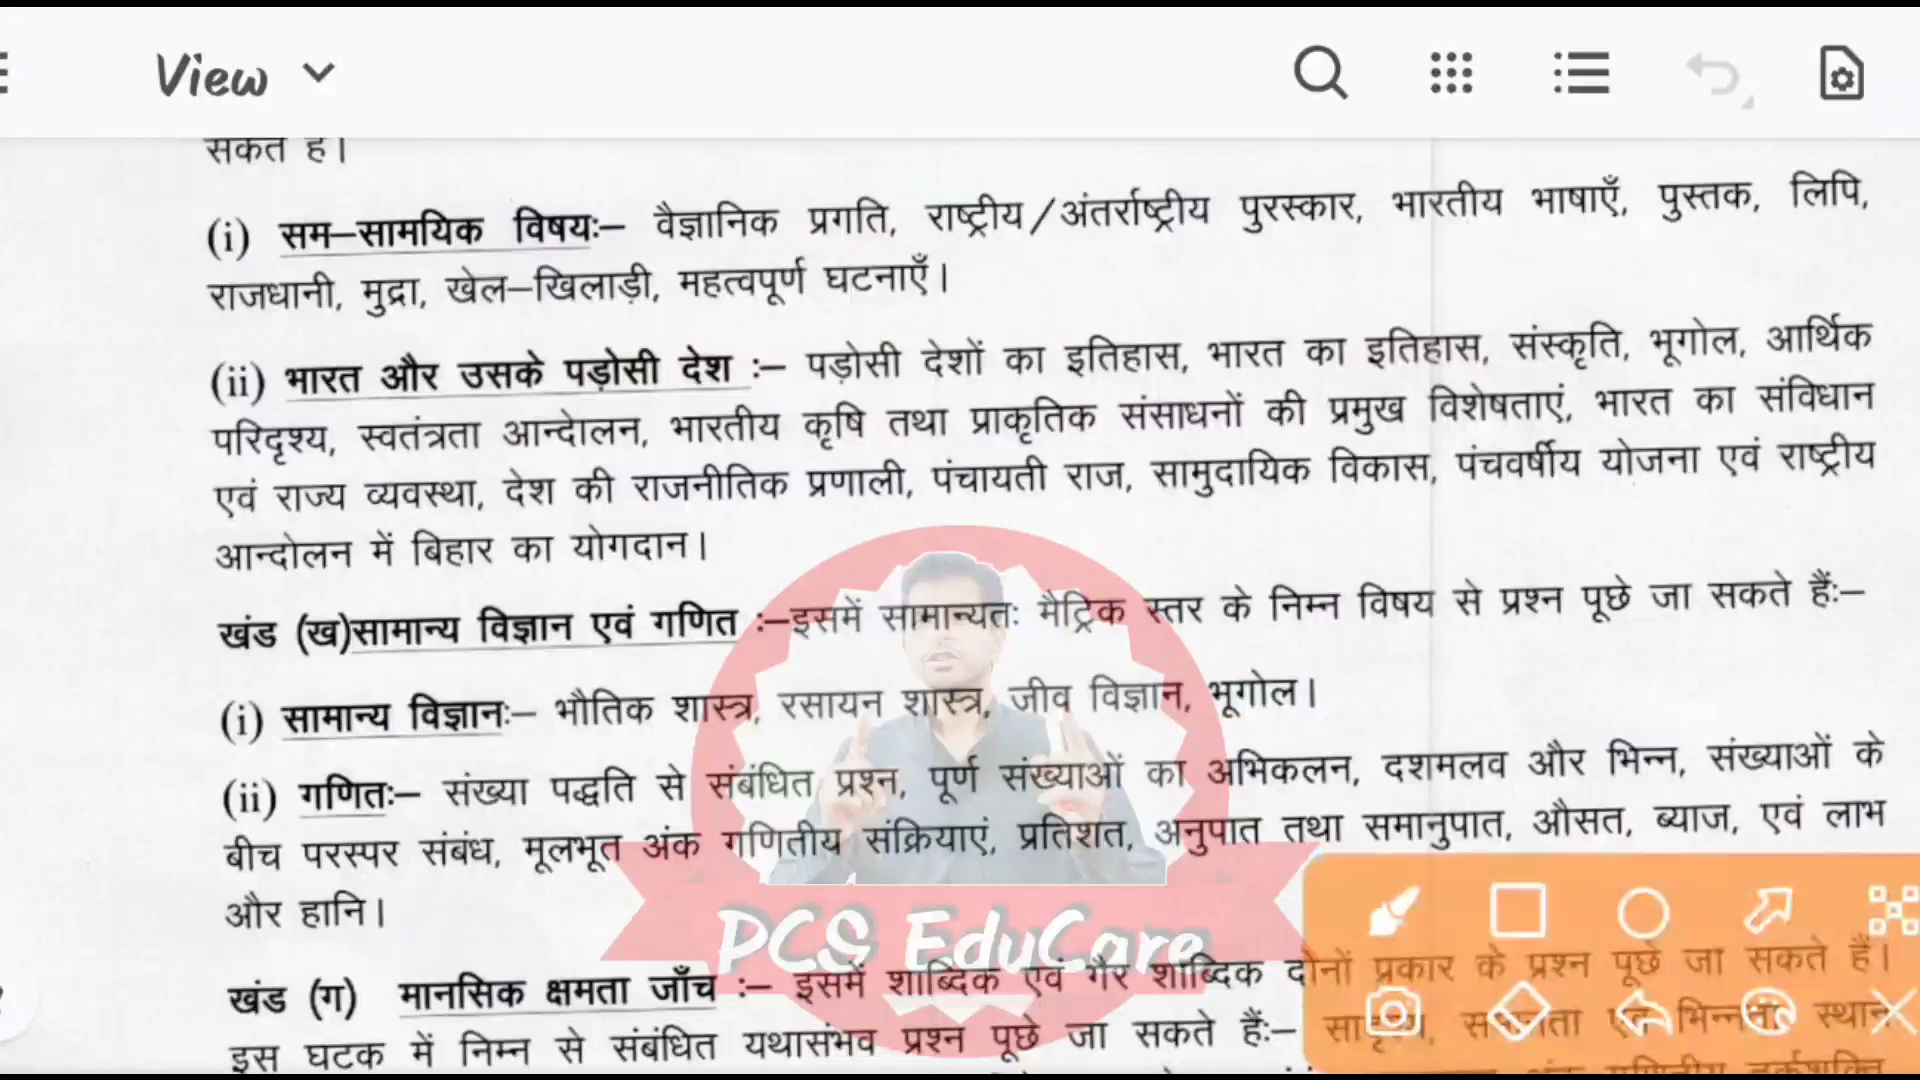 View
सकते हैं।
(i) सम–सामयिक विषयः– वैज्ञानिक प्रगति, राष्ट्रीय/अंतर्राष्ट्रीय पुरस्कार, भारतीय भाषाएँ, पुस्तक, लिपि,
राजधानी, मुद्रा, खेल–खिलाड़ी, महत्वपूर्ण घटनाएँ।
(ii) भारत और उसके पड़ोसी देश :– पड़ोसी देशों का इतिहास, भारत का इतिहास, संस्कृति, भूगोल, आर्थिक
परिदृश्य, स्वतंत्रता आन्दोलन, भारतीय कृषि तथा प्राकृतिक संसाधनों की प्रमुख विशेषताएं, भारत का संविधान
एवं राज्य व्यवस्था, देश की राजनीतिक प्रणाली, पंचायती राज, सामुदायिक विकास, पंचवर्षीय योजना एवं राष्ट्रीय
आन्दोलन में बिहार का योगदान।
खंड (ख)सामान्य विज्ञान एवं गणित :–इसमें सामान्यतः मैट्रिक स्तर के निम्न विषय से प्रश्न पूछे जा सकते हैं:–
(i) सामान्य विज्ञानः– भौतिक शास्त्र, रसायन शास्त्र, जीव विज्ञान, भूगोल।
(ii) गणितः– संख्या पद्धति से संबंधित प्रश्न, पूर्ण संख्याओं का अभिकलन, दशमलव और भिन्न, संख्याओं के
बीच परस्पर संबंध, मूलभूत अंक गणितीय संक्रियाएं, प्रतिशत, अनुपात तथा समानुपात, औसत, ब्याज, एवं लाभ
और हानि।
PCS EduCare
खंड (ग) मानसिक क्षमता जाँच :– इसमें शाब्दिक एवं गैर शाब्दिक दोनों प्रकार के प्रश्न पूछे जा सकते हैं।
इस घटक में निम्न से संबंधित यथासंभव प्रश्न पूछे जा सकते हैं:– सादृश्य, समानता एवं भिन्नता, स्थान